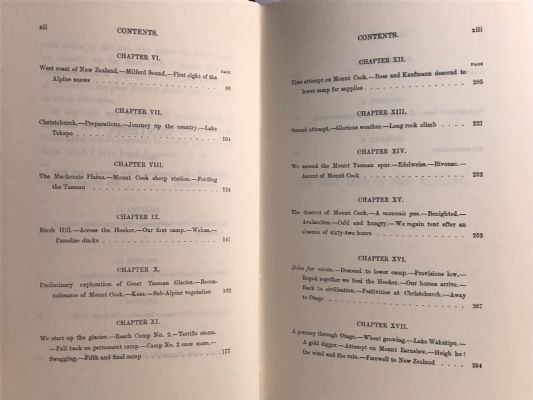 xii
CONTENTS.
CHAPTER VI.
PAGE
West coast of New Zealand.—Milford Sound.—First sight of the
Alpine snows . . . 88
CHAPTER VII.
Christchurch.—Preparations.—Journey up the country.—Lake
Tekapo . . . 104
CHAPTER VIII.
The Mackenzie Plains.—Mount Cook sheep station.—Fording
the Tasman . . . 124
CHAPTER IX.
Birch Hill.—Across the Hooker.—Our first camp.—Wekas.—
Paradise ducks . . . 141
CHAPTER X.
Preliminary exploration of Great Tasman Glacier.—Recon-
naissance of Mount Cook.—Keas.—Sub-Alpine vegetation . 162
CHAPTER XI.
We start up the glacier.—Reach Camp No. 2.—Terrific storm.
—Fall back on permanent camp.—Camp No. 2 once more.—
Swagging.—Fifth and final camp . . . 177
CONTENTS.
xiii
CHAPTER XII.
PAGE
First attempt on Mount Cook.—Boss and Kaufmann descend to
lower camp for supplies . . . 205
CHAPTER XIII.
Second attempt.—Glorious weather.—Long rock climb . . . 221
CHAPTER XIV.
We ascend the Mount Tasman spur.—Edelweiss.—Bivouac.—
Ascent of Mount Cook . . . 232
CHAPTER XV.
The descent of Mount Cook.—A mauvais pas.—Benighted.—
Avalanches.—Cold and hungry.—We regain tent after an
absence of sixty-two hours . . . 252
CHAPTER XVI.
Dolce far niente.—Descend to lower camp.—Provisions low.—
Roped together we feed the Hooker.—Our horses arrive.—
Back to civilisation.—Festivities at Christchurch.—Away
to Otago . . . 267
CHAPTER XVII.
A journey through Otago.—Wheat growing.—Lake Wakatipu.—
A gold digger.—Attempt on Mount Earnslaw.—Heigh ho!
the wind and the rain.—Farewell to New Zealand . . 294